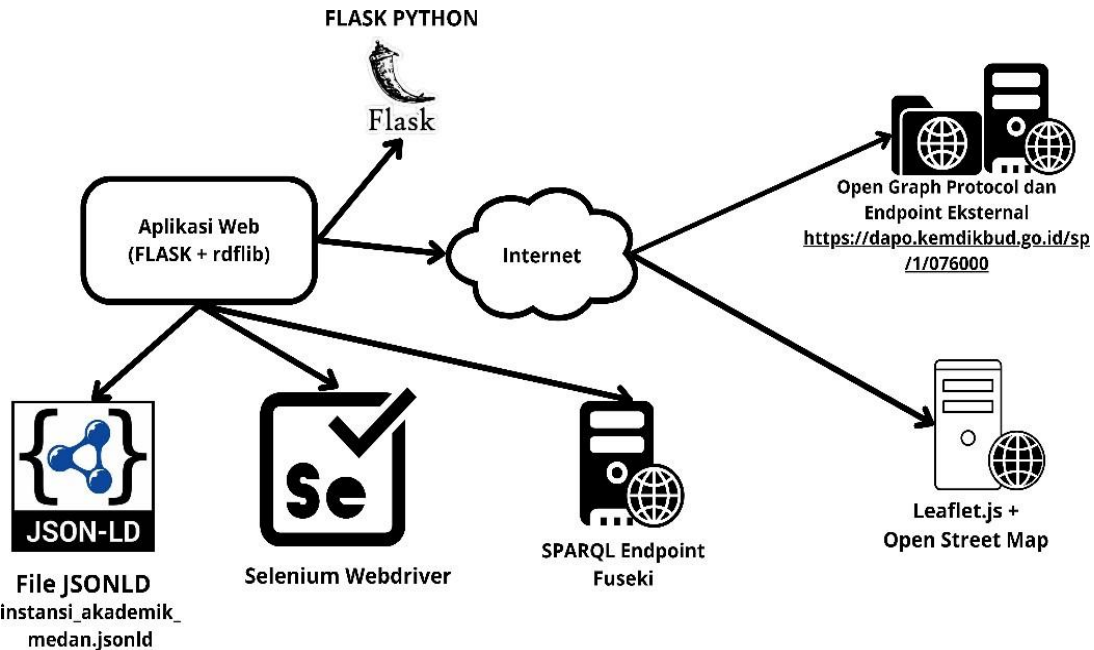 FLASK PYTHON
Flask
Aplikasi Web
(FLASK + rdflib)
Internet
Open Graph Protocol dan
Endpoint Eksternal
https://dapo.kemdikbud.go.id/sp
/1/076000
JSON-LD
File JSONLD
instansi_akademik_
medan.jsonld
Se
Selenium Webdriver
SPARQL Endpoint
Fuseki
Leaflet.js +
Open Street Map